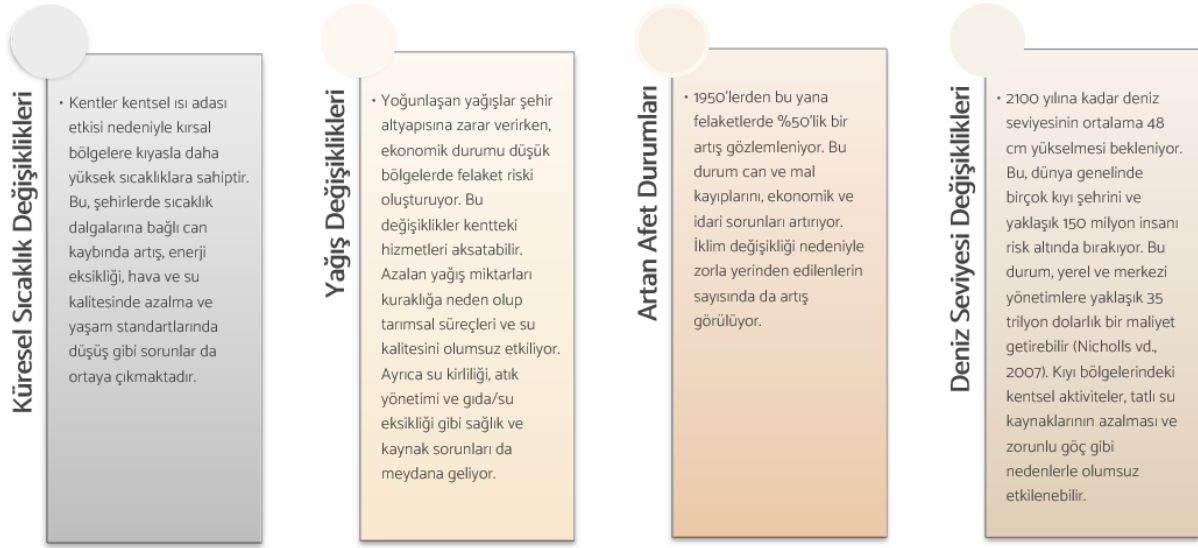 Küresel Sıcaklık Değişiklikleri
• Kentler kentsel ısı adası
etkisi nedeniyle kırsal
bölgelere kıyasla daha
yüksek sıcaklıklara sahiptir.
Bu, şehirlerde sıcaklık
dalgalarına bağlı can
kaybında artış, enerji
eksikliği, hava ve su
kalitesinde azalma ve
yaşam standartlarında
düşüş gibi sorunlar da
ortaya çıkmaktadır.
Yağış Değişiklikleri
• Yoğunlaşan yağışlar şehir
altyapısına zarar verirken,
ekonomik durumu düşük
bölgelerde felaket riski
oluşturuyor. Bu
değişiklikler kentteki
hizmetleri aksatabilir.
Azalan yağış miktarları
kuraklığa neden olup
tarımsal süreçleri ve su
kalitesini olumsuz etkiliyor.
Ayrıca su kirliliği, atık
yönetimi ve gıda/su
eksikliği gibi sağlık ve
kaynak sorunları da
meydana geliyor.
Artan Afet Durumları
• 1950'lerden bu yana
felaketlerde %50'lik bir
artış gözlemleniyor. Bu
durum can ve mal
kayıplarını, ekonomik ve
idari sorunları artırıyor.
İklim değişikliği nedeniyle
zorla yerinden edilenlerin
sayısında da artış
görülüyor.
Deniz Seviyesi Değişiklikleri
• 2100 yılına kadar deniz
seviyesinin ortalama 48
cm yükselmesi bekleniyor.
Bu, dünya genelinde
birçok kıyı şehrini ve
yaklaşık 150 milyon insanı
risk altında bırakıyor. Bu
durum, yerel ve merkezi
yönetimlere yaklaşık 35
trilyon dolarlık bir maliyet
getirebilir (Nicholls vd.,
2007). Kıyı bölgelerindeki
kentsel aktiviteler, tatlı su
kaynaklarının azalması ve
zorunlu göç gibi
nedenlerle olumsuz
etkilenebilir.